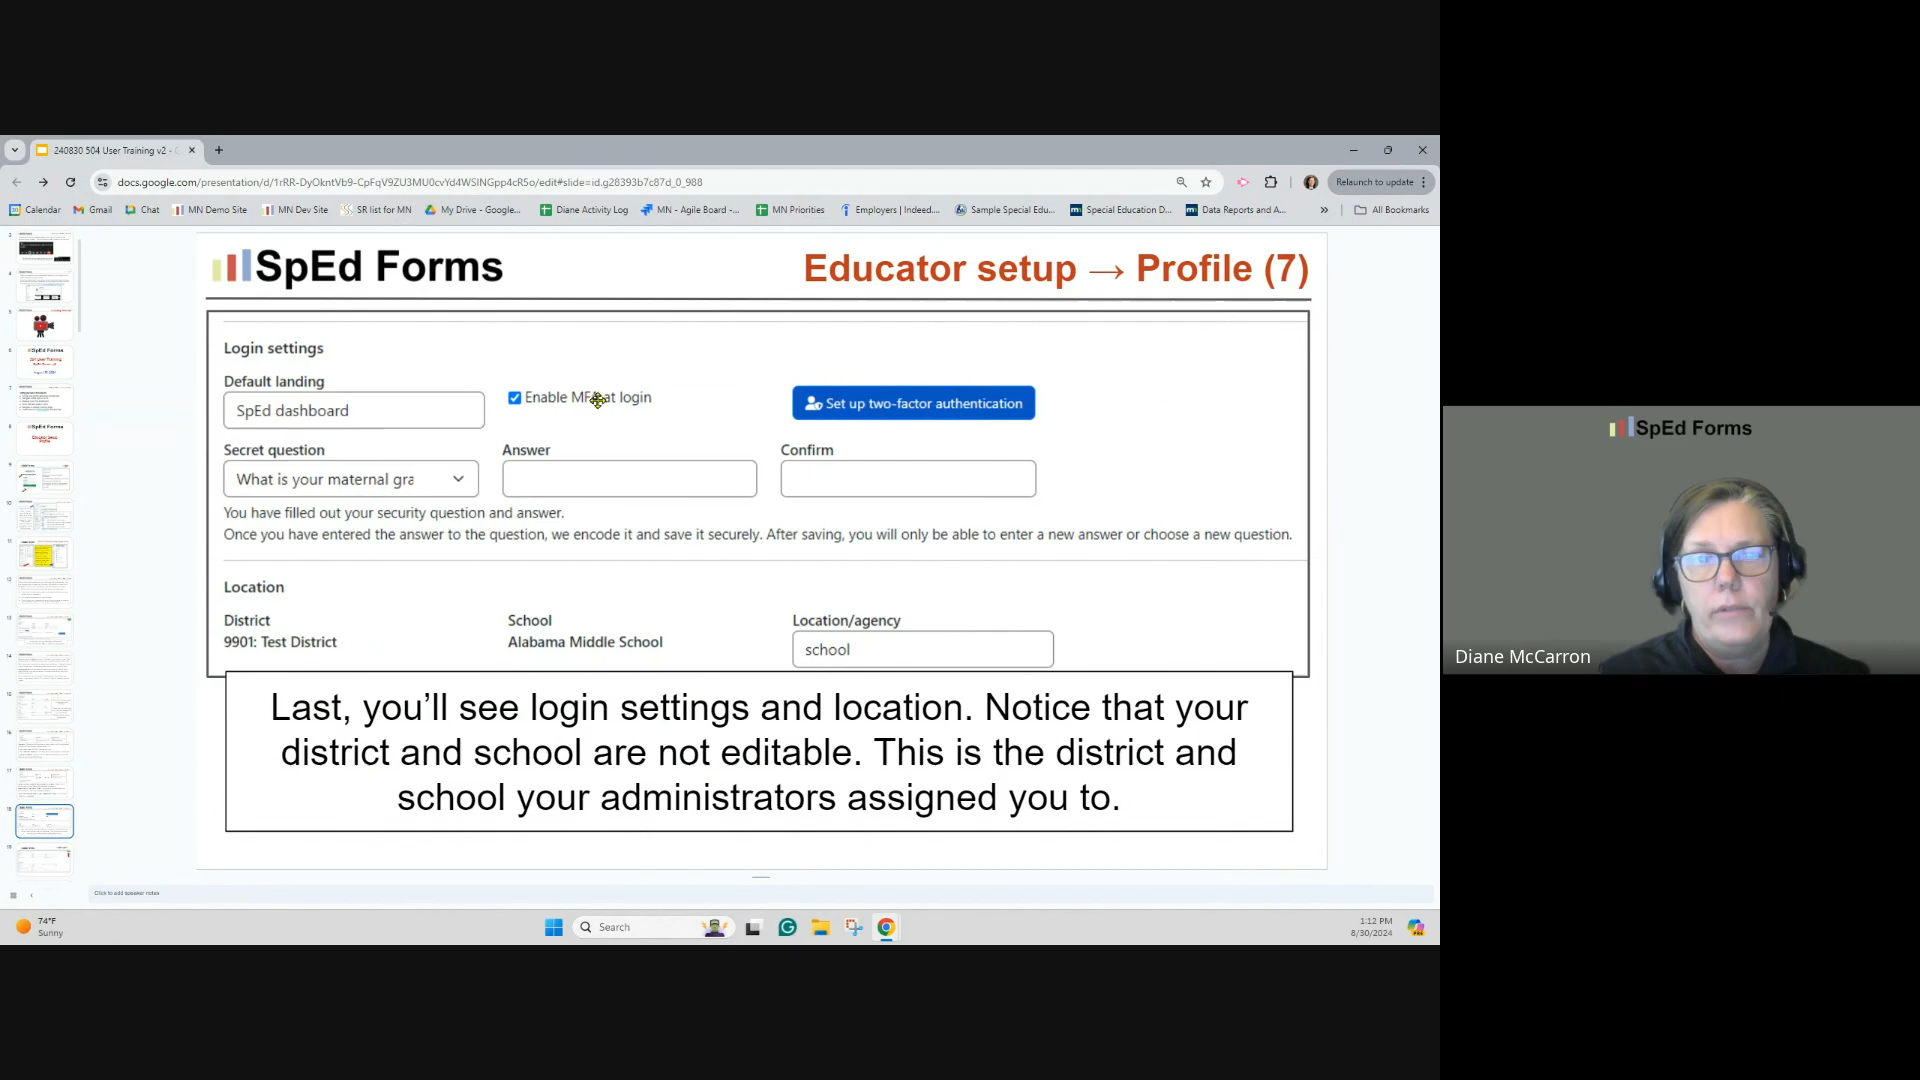 240830 504 User Training v2 -
docs.google.com/presentation/d/1rRR-DyOkntVb9-CpFqV9ZU3MU0cvYd4WSINGpp4cRSo/edit#slide=id.g28393b7c87d_0_988
Relaunch to update
Calendar Gmail Chat MN Demo Site MN Dev Site SR list for MN My Drive - Google... Diane Activity Log MN - Agile Board -... MN Priorities Employers | Indeed.... Sample Special Edu... Special Education D... Data Reports and A... » All Bookmarks
SpEd Forms
Educator setup → Profile (7)
Login settings
Default landing
SpEd dashboard
Enable MFA at login
Set up two-factor authentication
Secret question
Answer
Confirm
What is your maternal gra
You have filled out your security question and answer.
Once you have entered the answer to the question, we encode it and save it securely. After saving, you will only be able to enter a new answer or choose a new question.
Location
District
School
Location/agency
9901: Test District
Alabama Middle School
school
Last, you’ll see login settings and location. Notice that your
district and school are not editable. This is the district and
school your administrators assigned you to.
Click to add speaker notes
74°F
Sunny
Search
1:12 PM
8/30/2024
SpEd Forms
Diane McCarron